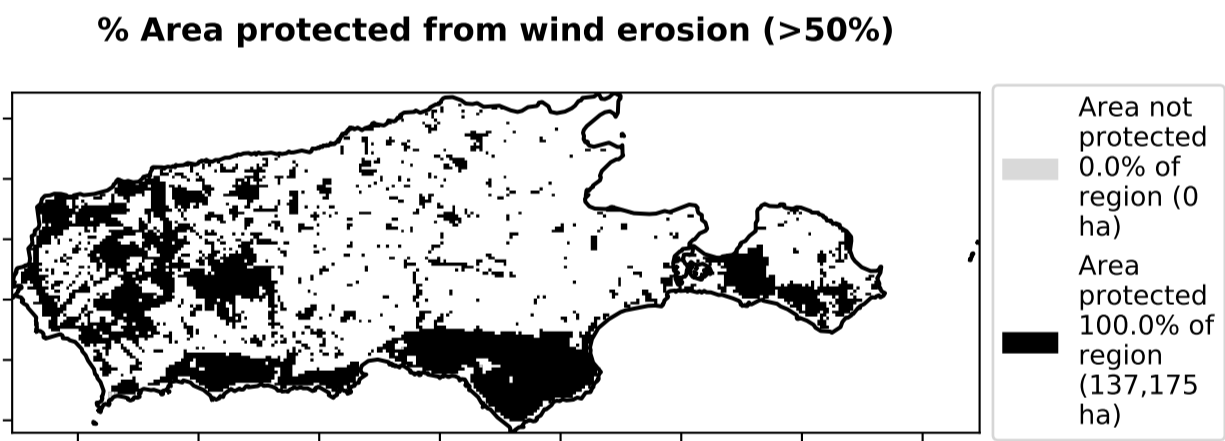 % Area protected from wind erosion (>50%)
Area not
protected
0.0% of
region (0
ha)
Area
protected
100.0% of
region
(137,175
ha)